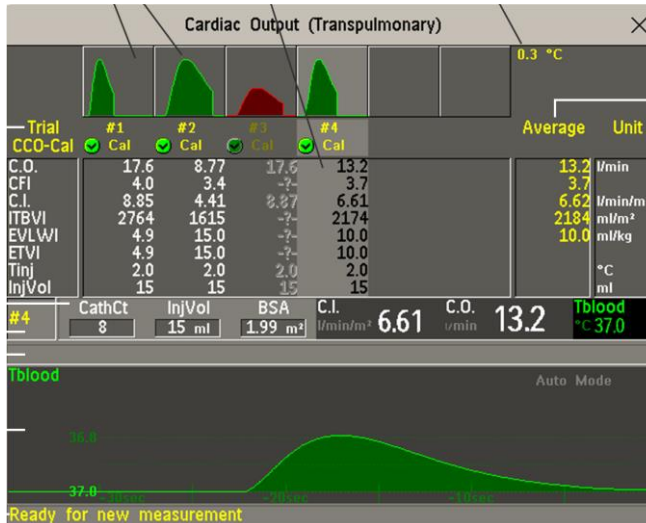 Cardiac Output (Transpulmonary)
0.3 °C
Trial #1 #2 #3 #4 Average Unit
CCO-Cal Cal Cal Cal Cal
C.O. 17.6 8.77 17.6 13.2 13.2 l/min
CFI 4.0 3.4 -?- 3.7 3.7
C.I. 8.85 4.41 8.87 6.61 6.62 l/min/m
ITBVI 2764 1615 -?- 2174 2184 ml/m²
EVLWI 4.9 15.0 -?- 10.0 10.0 ml/kg
ETVI 4.9 15.0 -?- 10.0
Tinj 2.0 2.0 2.0 2.0 °C
InjVol 15 15 15 15 ml
#4 CathCt InjVol BSA C.I. C.O. Tblood
8 15 ml 1.99 m² l/min/m² 6.61 l/min 13.2 °C 37.0
Tblood Auto Mode
36.8
37.0
-30sec -20sec -10sec
Ready for new measurement